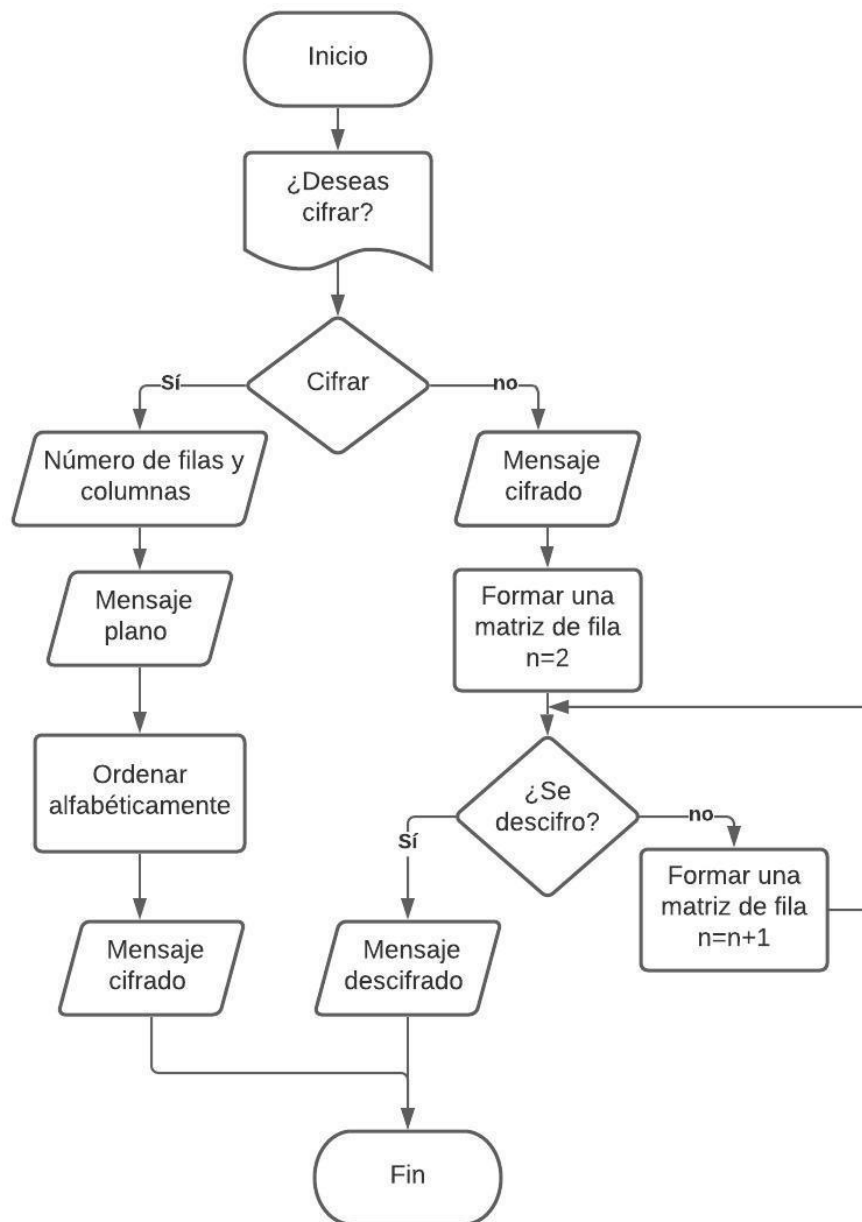 Inicio
¿Deseas
cifrar?
Cifrar
Sí
no
Número de filas y
columnas
Mensaje
plano
Ordenar
alfabéticamente
Mensaje
cifrado
Mensaje
cifrado
Formar una
matriz de fila
n=2
¿Se
descifro?
Sí
no
Formar una
matriz de fila
n=n+1
Mensaje
descifrado
Fin